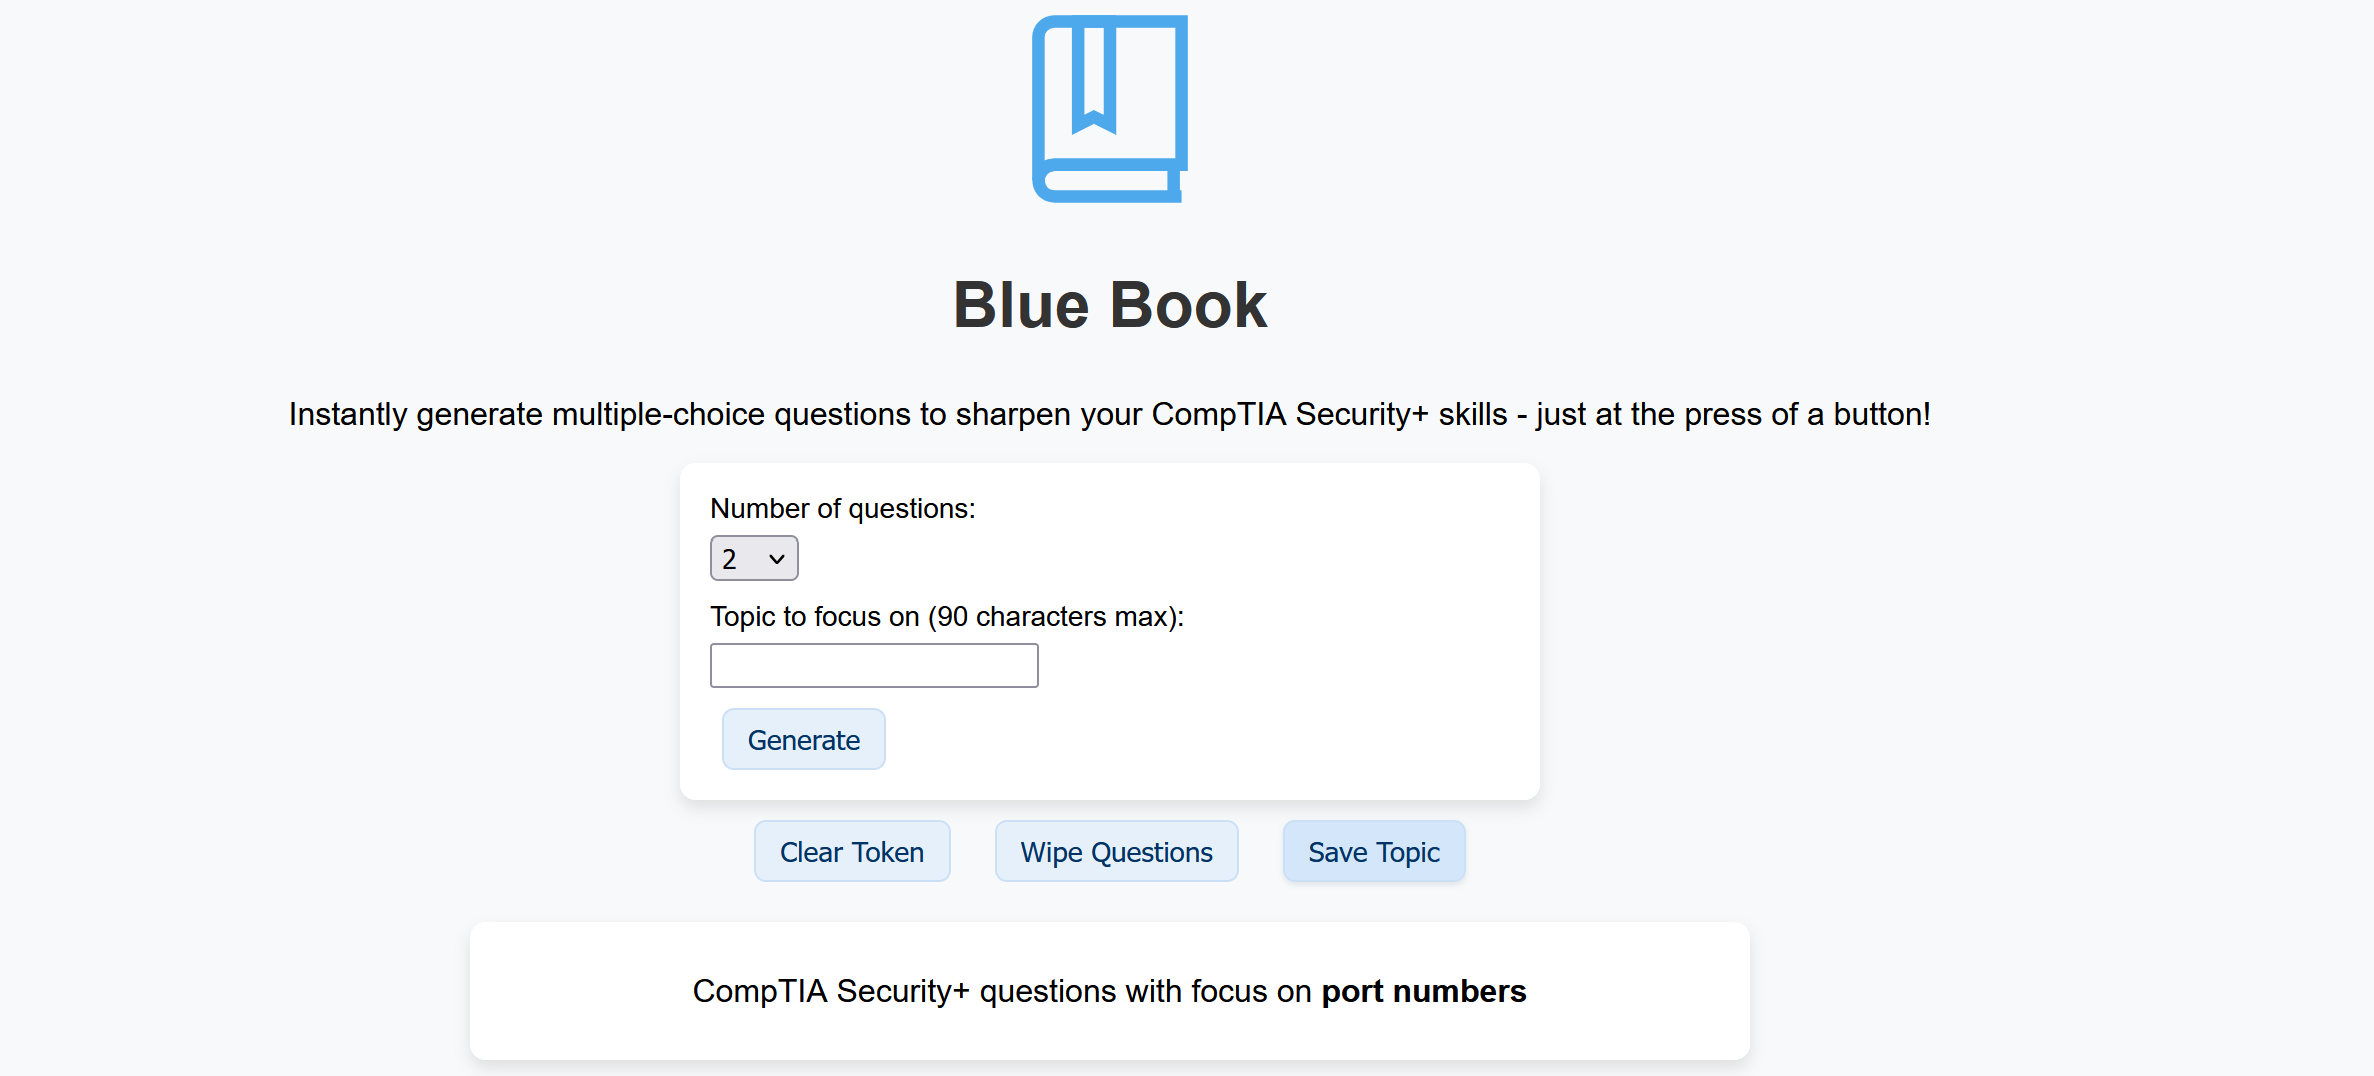 Blue Book
Instantly generate multiple-choice questions to sharpen your CompTIA Security+ skills - just at the press of a button!
Number of questions:
2
Topic to focus on (90 characters max):
Generate
Clear Token
Wipe Questions
Save Topic
CompTIA Security+ questions with focus on port numbers